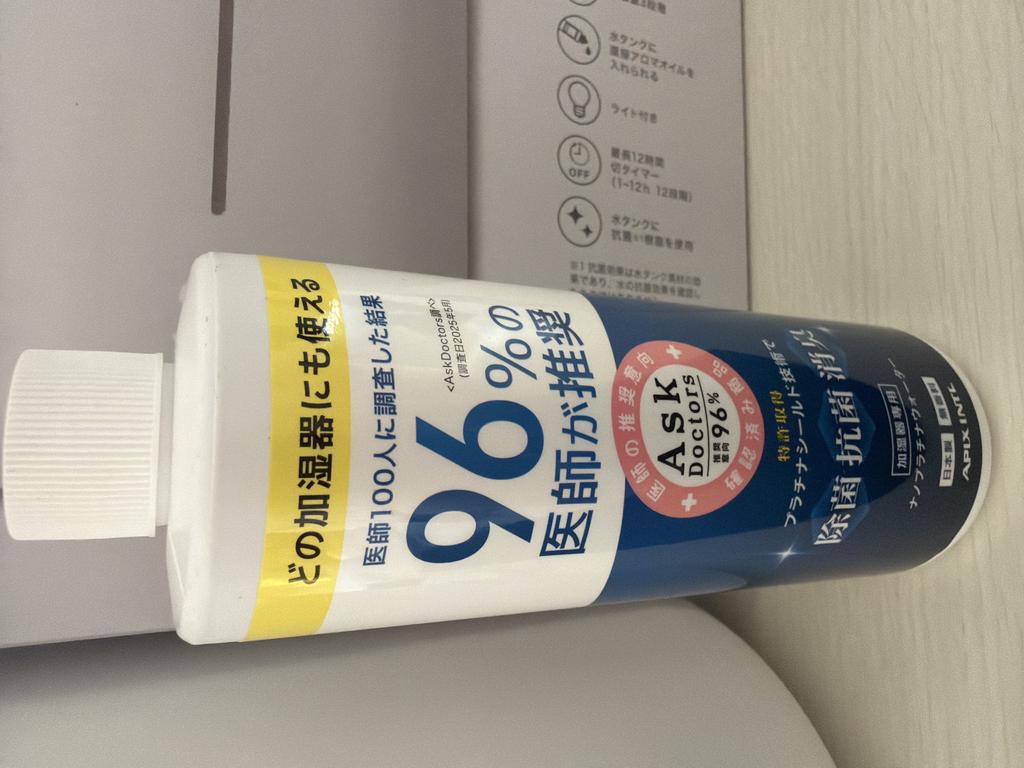 どの加湿器にも使える
医師100人に調査した結果
<AskDoctors調べ>
(調査日2025年5月)
96%の
医師が推奨
医師の推奨意向
Ask
Doctors
推奨
意向
96%
確認済み商品
特許取得
プラチナシールド技術で
除菌 抗菌 消臭
加湿器専用
ナノプラチナウォーター
日本製
無香料
APIX INTL
水タンクに
直接アロマオイルを
入れられる
ライト付き
OFF
最長12時間
切タイマー
(1~12h 12段階)
水タンクに
抗菌※1樹脂を使用
※1 抗菌効果は水タンク素材の効
果であり、水の抗菌効果を確認し